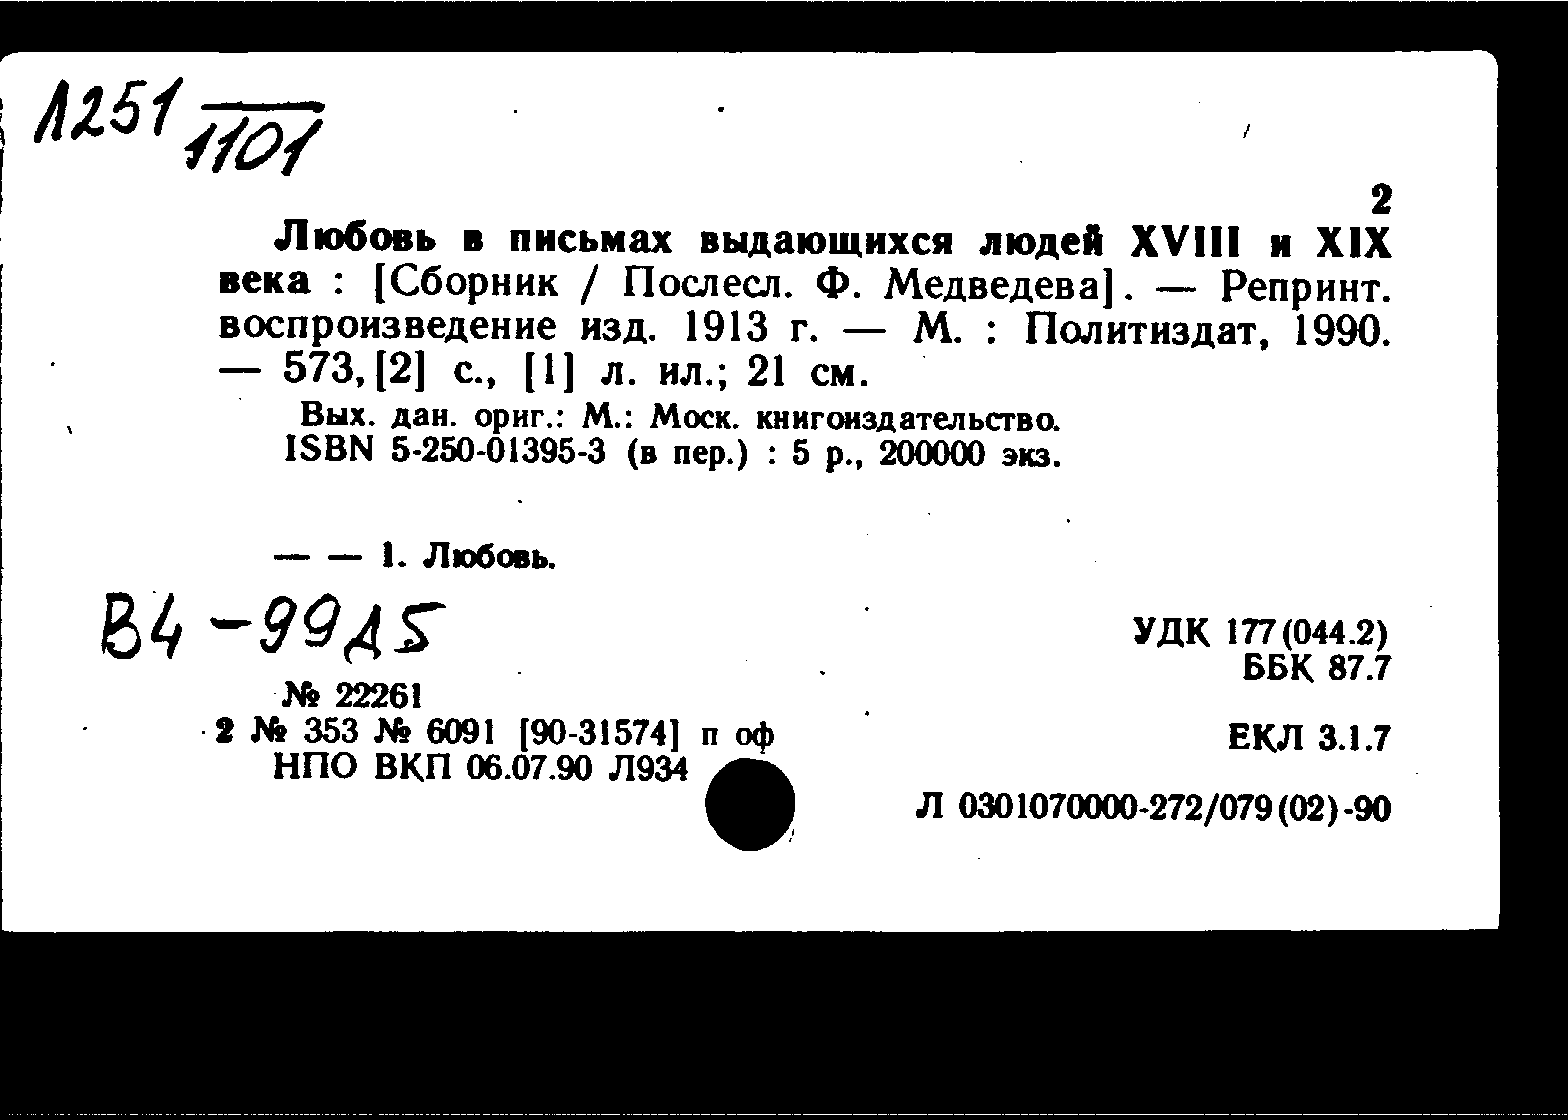 Л251
1101
2
Любовь в письмах выдающихся людей XVIII и XIX
века : [Сборник / Послесл. Ф. Медведева]. — Репринт.
воспроизведение изд. 1913 г. — М. : Политиздат, 1990.
— 573, [2] с., [1] л. ил.; 21 см.
Вых. дан. ориг.: М.: Моск. книгоиздательство.
ISBN 5-250-01395-3 (в пер.) : 5 р., 200000 экз.
— — 1. Любовь.
В4-99Д5
УДК 177(044.2)
ББК 87.7
№ 22261
2 № 353 № 6091 [90-31574] п оф
ЕКЛ 3.1.7
НПО ВКП 06.07.90 Л934
Л 0301070000-272/079(02)-90